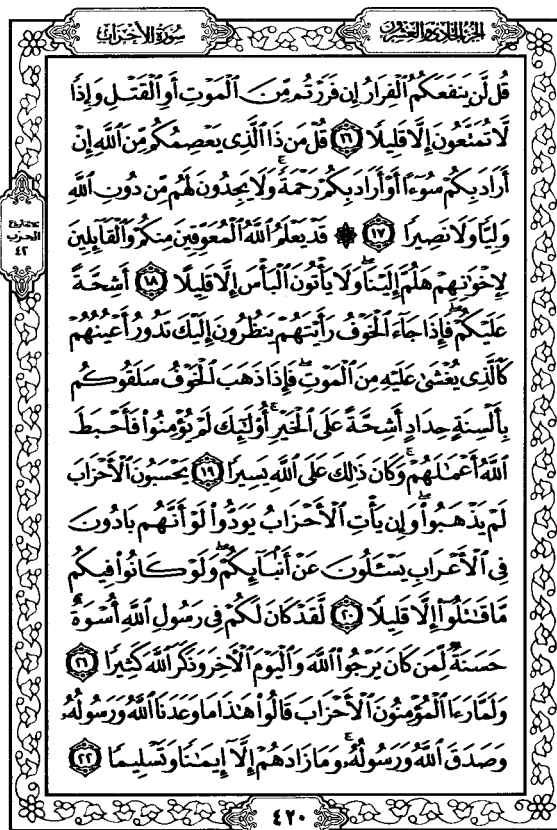 الجزء الحادي والعشرون
سورة الأحزاب
قُل لَّن يَنفَعَكُمُ ٱلْفِرَارُ إِن فَرَرْتُم مِّنَ ٱلْمَوْتِ أَوِ ٱلْقَتْلِ وَإِذًا
لَّا تُمَتَّعُونَ إِلَّا قَلِيلًا ١٦ قُلْ مَن ذَا ٱلَّذِى يَعْصِمُكُم مِّنَ ٱللَّهِ إِنْ
أَرَادَ بِكُمْ سُوٓءًا أَوْ أَرَادَ بِكُمْ رَحْمَةً ۚ وَلَا يَجِدُونَ لَهُم مِّن دُونِ ٱللَّهِ
وَلِيًّا وَلَا نَصِيرًا ١٧ ۞ قَدْ يَعْلَمُ ٱللَّهُ ٱلْمُعَوِّقِينَ مِنكُمْ وَٱلْقَآئِلِينَ
لِإِخْوَٰنِهِمْ هَلُمَّ إِلَيْنَا ۖ وَلَا يَأْتُونَ ٱلْبَأْسَ إِلَّا قَلِيلًا ١٨ أَشِحَّةً
عَلَيْكُمْ ۖ فَإِذَا جَآءَ ٱلْخَوْفُ رَأَيْتَهُمْ يَنظُرُونَ إِلَيْكَ تَدُورُ أَعْيُنُهُمْ
كَٱلَّذِى يُغْشَىٰ عَلَيْهِ مِنَ ٱلْمَوْتِ ۖ فَإِذَا ذَهَبَ ٱلْخَوْفُ سَلَقُوكُم
بِأَلْسِنَةٍ حِدَادٍ أَشِحَّةً عَلَى ٱلْخَيْرِ ۚ أُو۟لَٰٓئِكَ لَمْ يُؤْمِنُوا۟ فَأَحْبَطَ
ٱللَّهُ أَعْمَٰلَهُمْ ۚ وَكَانَ ذَٰلِكَ عَلَى ٱللَّهِ يَسِيرًا ١٩ يَحْسَبُونَ ٱلْأَحْزَابَ
لَمْ يَذْهَبُوا۟ ۖ وَإِن يَأْتِ ٱلْأَحْزَابُ يَوَدُّوا۟ لَوْ أَنَّهُم بَادُونَ
فِى ٱلْأَعْرَابِ يَسْـَٔلُونَ عَنْ أَنۢبَآئِكُمْ ۖ وَلَوْ كَانُوا۟ فِيكُم
مَّا قَٰتَلُوٓا۟ إِلَّا قَلِيلًا ٢٠ لَّقَدْ كَانَ لَكُمْ فِى رَسُولِ ٱللَّهِ أُسْوَةٌ
حَسَنَةٌ لِّمَن كَانَ يَرْجُوا۟ ٱللَّهَ وَٱلْيَوْمَ ٱلْـَٔاخِرَ وَذَكَرَ ٱللَّهَ كَثِيرًا ٢١
وَلَمَّا رَءَا ٱلْمُؤْمِنُونَ ٱلْأَحْزَابَ قَالُوا۟ هَٰذَا مَا وَعَدَنَا ٱللَّهُ وَرَسُولُهُۥ
وَصَدَقَ ٱللَّهُ وَرَسُولُهُۥ ۚ وَمَا زَادَهُمْ إِلَّآ إِيمَٰنًا وَتَسْلِيمًا ٢٢
الحزب
٤٢
٤٢٠